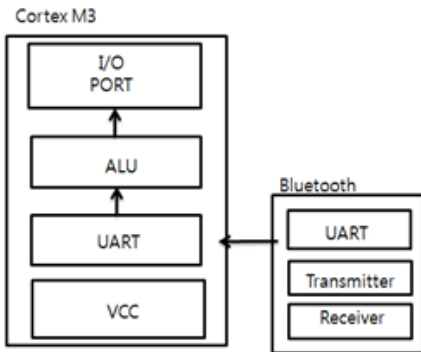 Cortex M3
I/O
PORT
ALU
UART
VCC
Bluetooth
UART
Transmitter
Receiver